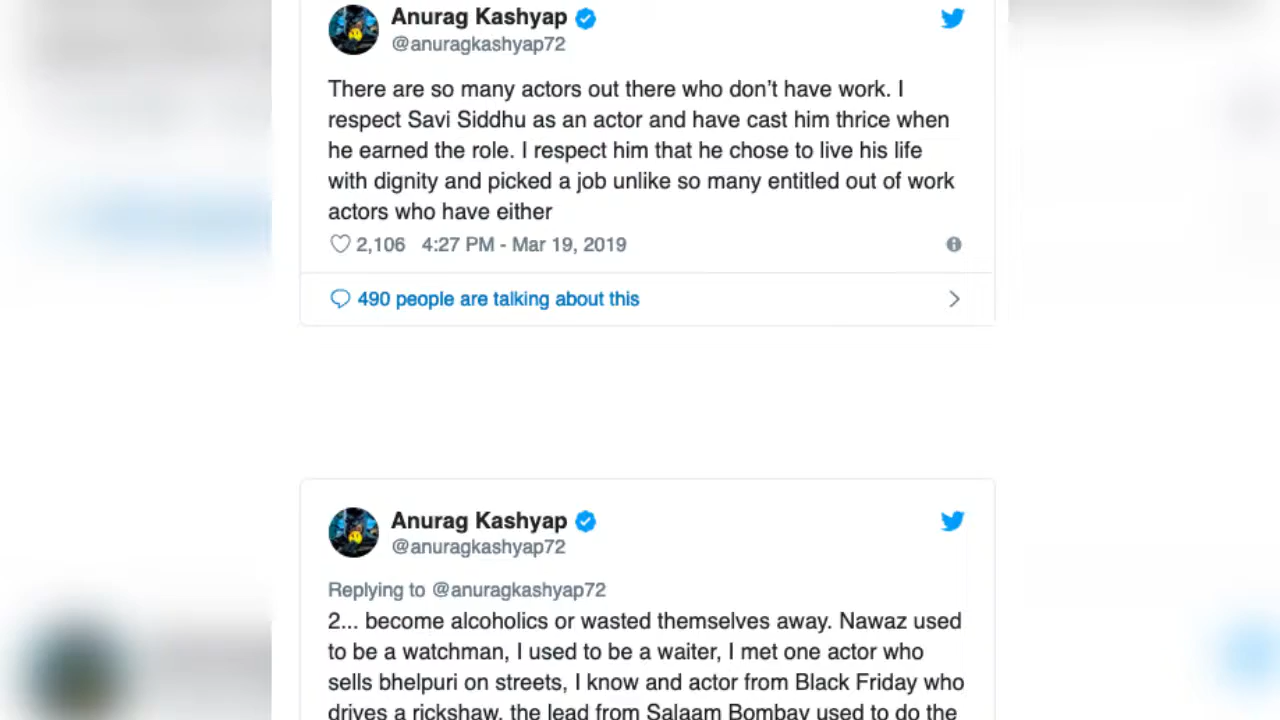 Anurag Kashyap
@anuragkashyap72
There are so many actors out there who don't have work. I
respect Savi Siddhu as an actor and have cast him thrice when
he earned the role. I respect him that he chose to live his life
with dignity and picked a job unlike so many entitled out of work
actors who have either
2,106 4:27 PM - Mar 19, 2019
490 people are talking about this
Anurag Kashyap
@anuragkashyap72
Replying to @anuragkashyap72
2... become alcoholics or wasted themselves away. Nawaz used
to be a watchman, I used to be a waiter, I met one actor who
sells bhelpuri on streets, I know and actor from Black Friday who
drives a rickshaw, the lead from Salaam Bombay used to do the